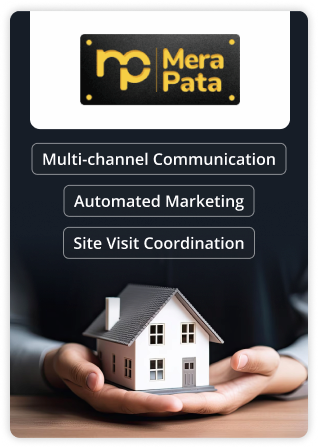 mp
Mera
Pata
Multi-channel Communication
Automated Marketing
Site Visit Coordination